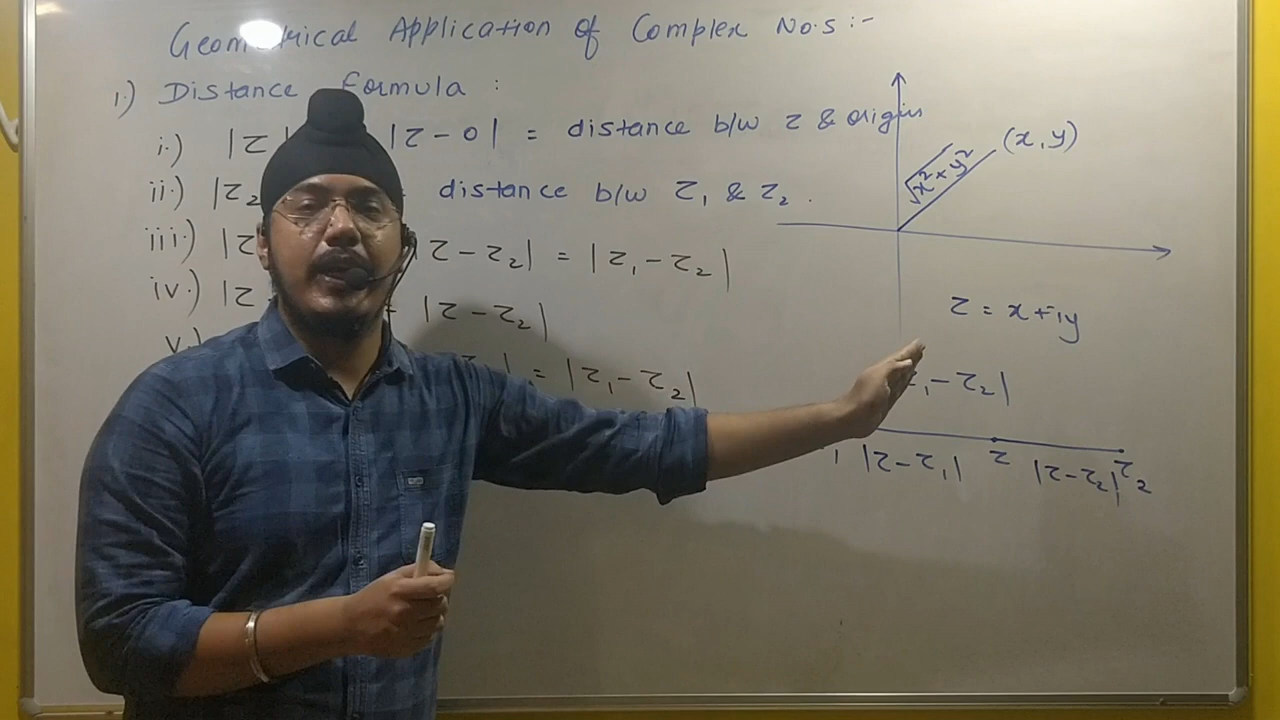 Geometrical Application of Complex No.s :-
1.) Distance formula :
i.) |z| |z-0| = distance b/w z & origin
ii.) |z₂ distance b/w z₁ & z₂.
iii.) |z |z-z₂| = |z₁-z₂|
iv.) |z = |z-z₂|
v.) | = |z₁-z₂|
(x,y)
√x²+y²
z = x+iy
z₁-z₂|
|z-z₁| z |z-z₂| z₂